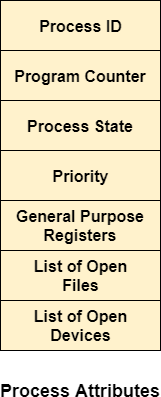 Process ID
Program Counter
Process State
Priority
General Purpose
Registers
List of Open
Files
List of Open
Devices
Process Attributes